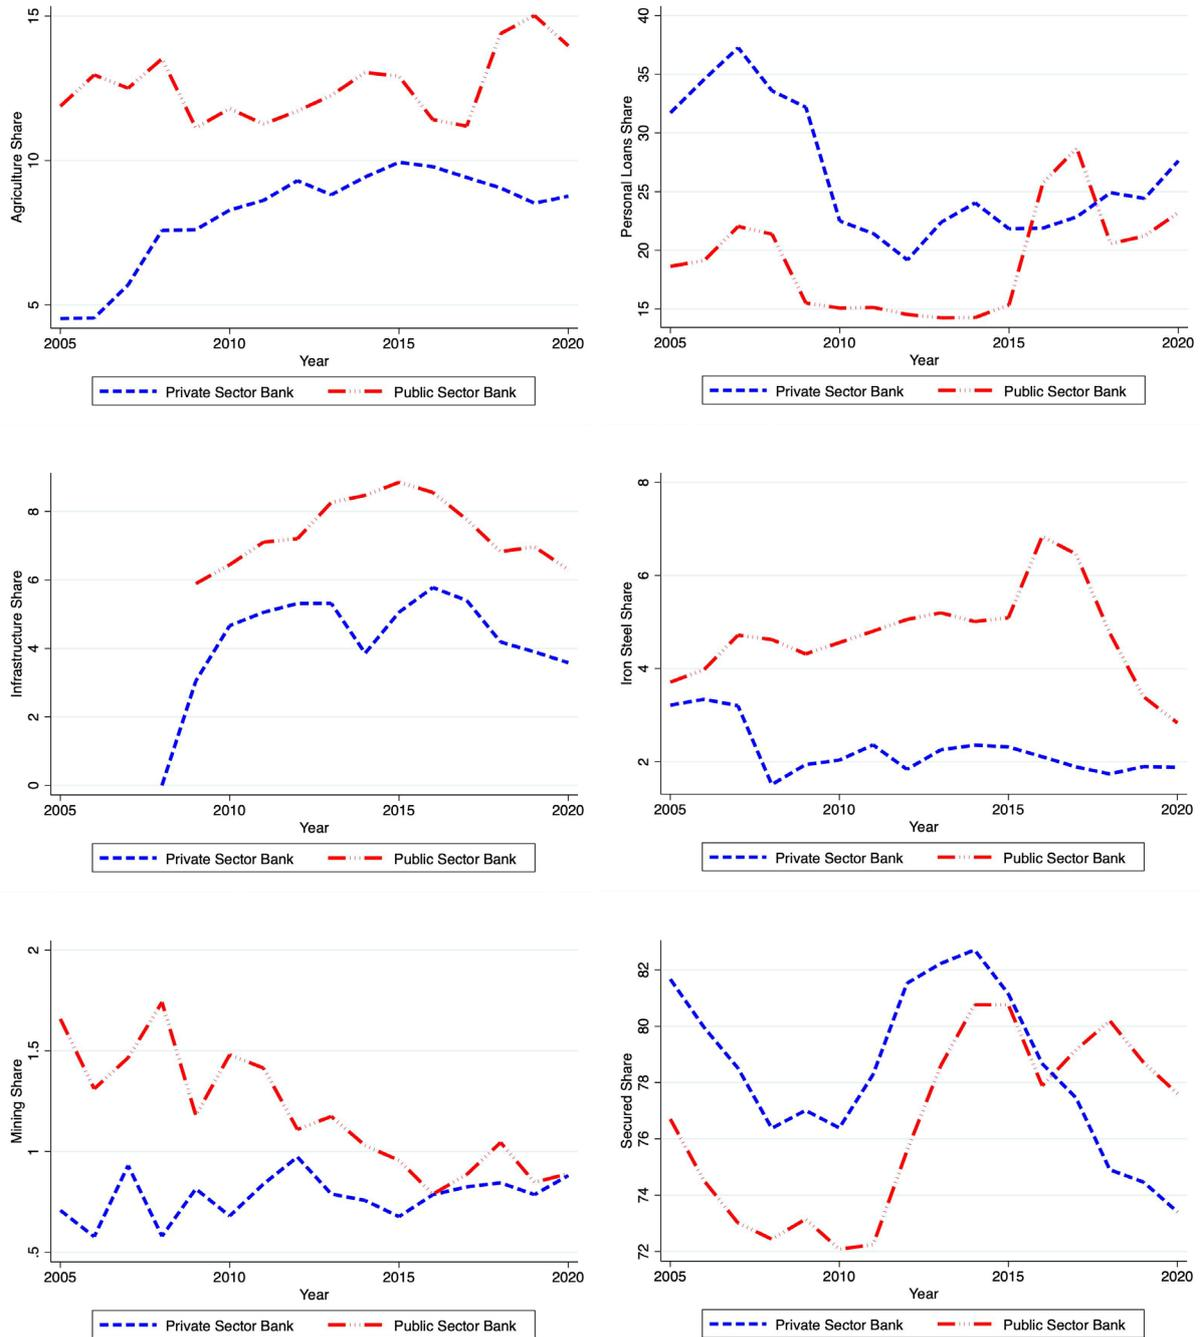 Agriculture Share
15
10
5
2005 2010 2015 2020
Year
Private Sector Bank Public Sector Bank
Personal Loans Share
40
35
30
25
20
15
2005 2010 2015 2020
Year
Private Sector Bank Public Sector Bank
Infrastructure Share
8
6
4
2
0
2005 2010 2015 2020
Year
Private Sector Bank Public Sector Bank
Iron Steel Share
8
6
4
2
2005 2010 2015 2020
Year
Private Sector Bank Public Sector Bank
Mining Share
2
1.5
1
.5
2005 2010 2015 2020
Year
Private Sector Bank Public Sector Bank
Secured Share
82
80
78
76
74
72
2005 2010 2015 2020
Year
Private Sector Bank Public Sector Bank